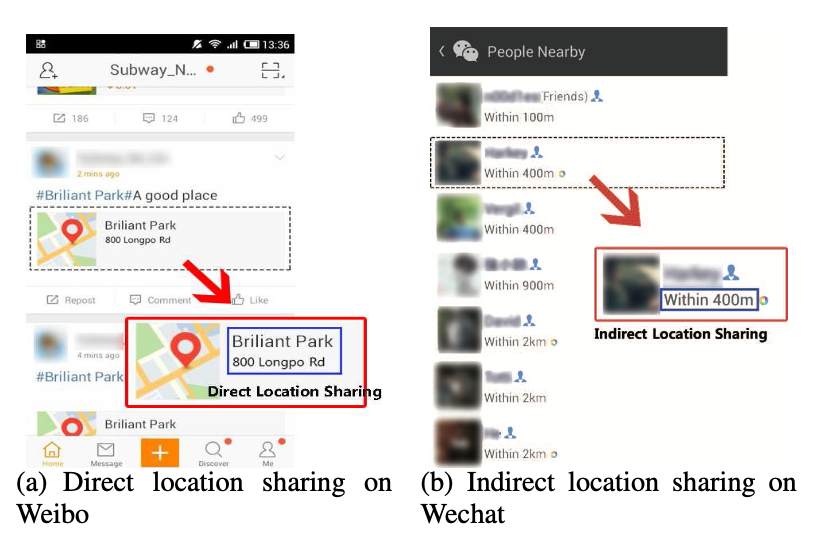 13:36
Subway_N...
186
124
499
2 mins ago
#Briliant Park#A good place
Briliant Park
800 Longpo Rd
Repost
Comment
Like
4 mins ago
#Briliant Park
Briliant Park
800 Longpo Rd
Direct Location Sharing
Briliant Park
Home
Message
Discover
Me
(a) Direct location sharing on
Weibo
People Nearby
(Friends)
Within 100m
Within 400m
Within 400m
Within 900m
Within 2km
Within 2km
Within 2km
Within 400m
Indirect Location Sharing
(b) Indirect location sharing on
Wechat